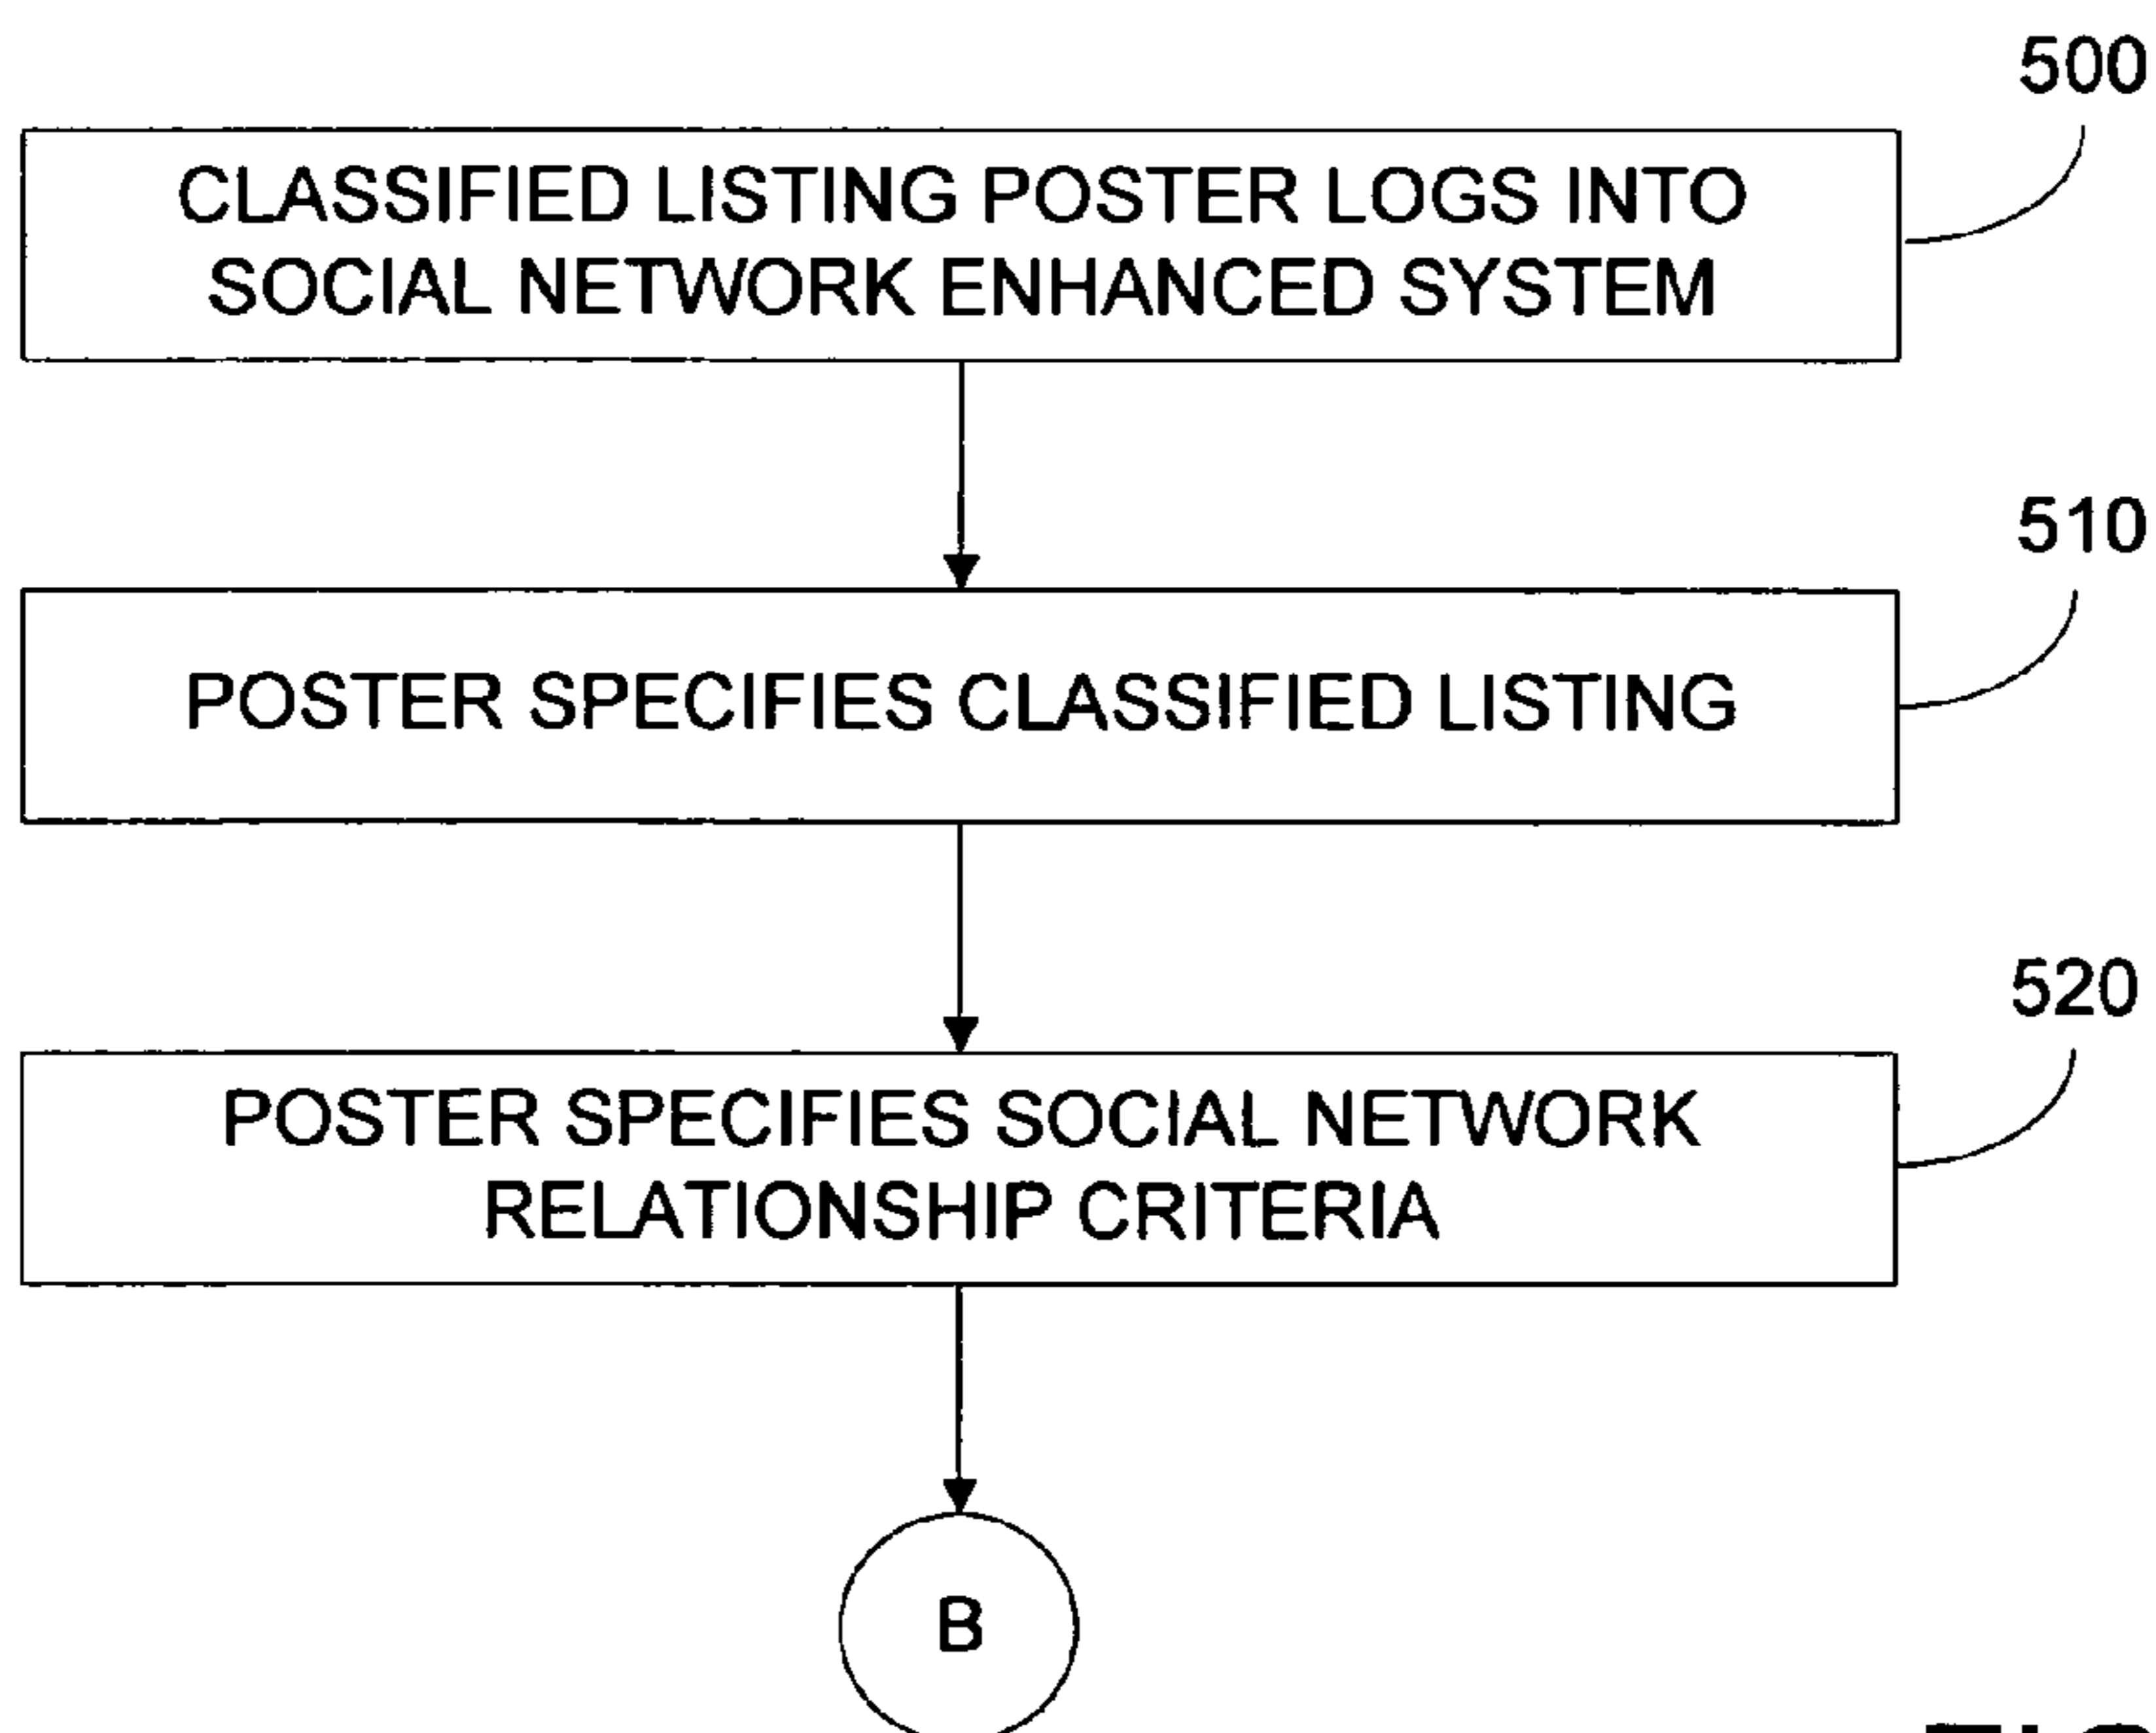 500
CLASSIFIED LISTING POSTER LOGS INTO
SOCIAL NETWORK ENHANCED SYSTEM
510
POSTER SPECIFIES CLASSIFIED LISTING
520
POSTER SPECIFIES SOCIAL NETWORK
RELATIONSHIP CRITERIA
B